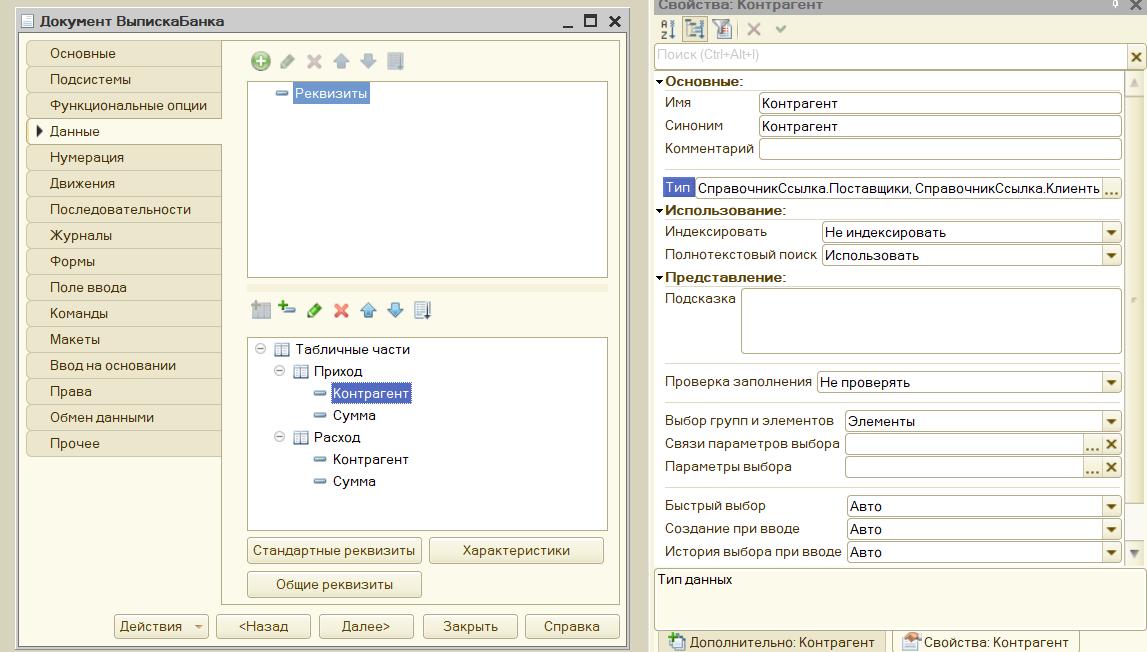 Документ ВыпискаБанка
Основные
Подсистемы
Функциональные опции
Данные
Нумерация
Движения
Последовательности
Журналы
Формы
Поле ввода
Команды
Макеты
Ввод на основании
Права
Обмен данными
Прочее
Реквизиты
Табличные части
Приход
Контрагент
Сумма
Расход
Контрагент
Сумма
Стандартные реквизиты
Характеристики
Общие реквизиты
Действия
<Назад
Далее>
Закрыть
Справка
Свойства: Контрагент
Поиск (Ctrl+Alt+I)
Основные:
Имя Контрагент
Синоним Контрагент
Комментарий
Тип СправочникСсылка.Поставщики, СправочникСсылка.Клиенть ...
Использование:
Индексировать Не индексировать
Полнотекстовый поиск Использовать
Представление:
Подсказка
Проверка заполнения Не проверять
Выбор групп и элементов Элементы
Связи параметров выбора ...
Параметры выбора ...
Быстрый выбор Авто
Создание при вводе Авто
История выбора при вводе Авто
Тип данных
Дополнительно: Контрагент
Свойства: Контрагент